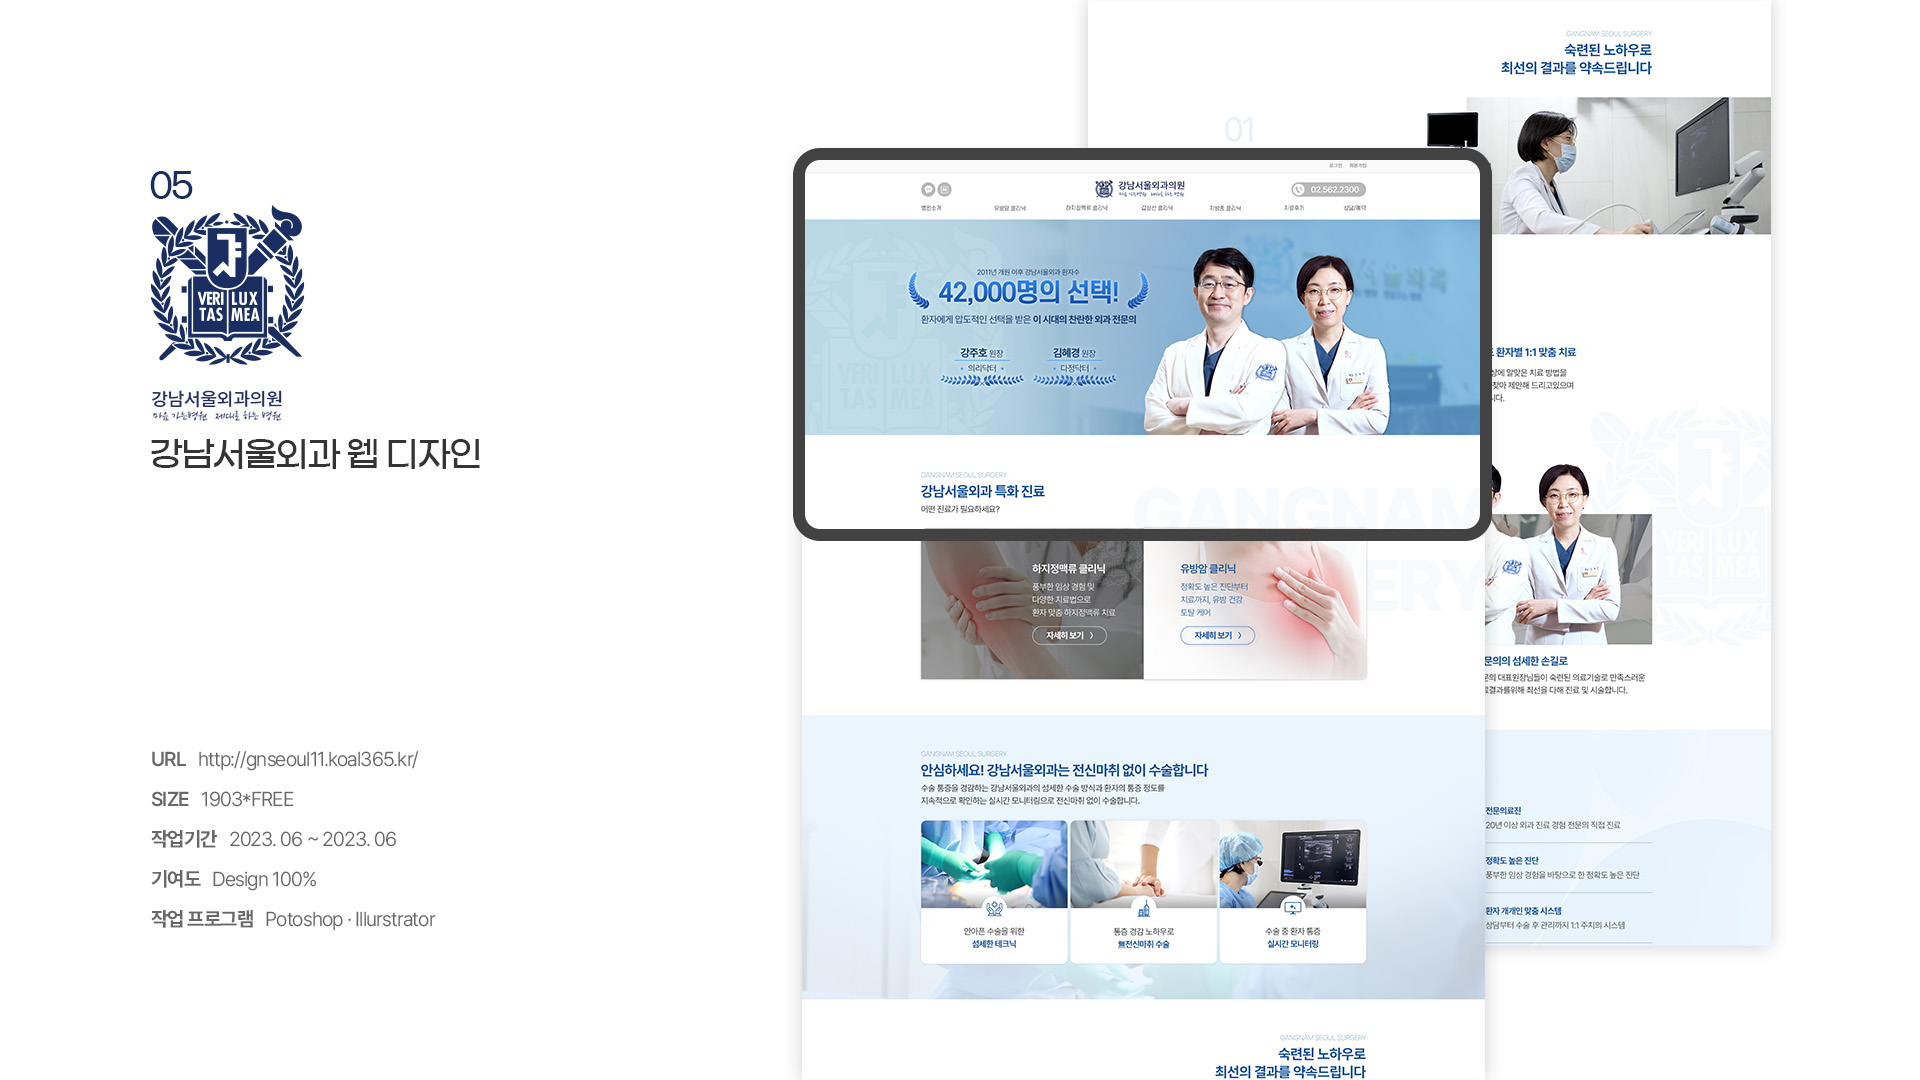 05
VERI LUX
TAS MEA
강남서울외과의원
마음 가는병원 제대로 하는 병원
강남서울외과 웹 디자인
URL http://gnseoul11.koal365.kr/
SIZE 1903*FREE
작업기간 2023. 06 ~ 2023. 06
기여도 Design 100%
작업 프로그램 Potoshop · Illurstrator
로그인 회원가입
강남서울외과의원
마음 가는병원 제대로 하는 병원
02.562.2300
병원소개 유방암 클리닉 하지정맥류 클리닉 갑상선 클리닉 지방종 클리닉 치료후기 상담/예약
2011년 개원 이후 강남서울외과 환자수
42,000명의 선택!
환자에게 압도적인 선택을 받은 이 시대의 찬란한 외과 전문의
강주호 원장 김혜경 원장
· 의리닥터 · · 다정닥터 ·
VERI LUX
TAS MEA
GANGNAM SEOUL SURGERY
강남서울외과 특화 진료
어떤 진료가 필요하세요?
GANGNAM
ERY
하지정맥류 클리닉
풍부한 임상 경험 및
다양한 치료법으로
환자 맞춤 하지정맥류 치료
자세히 보기 〉
유방암 클리닉
정확도 높은 진단부터
치료까지, 유방 건강
토탈 케어
자세히 보기 〉
GANGNAM SEOUL SURGERY
안심하세요! 강남서울외과는 전신마취 없이 수술합니다
수술 통증을 경감하는 강남서울외과의 섬세한 수술 방식과 환자의 통증 정도를
지속적으로 확인하는 실시간 모니터링으로 전신마취 없이 수술합니다.
안아픈 수술을 위한
섬세한 테크닉
통증 경감 노하우로
無전신마취 수술
수술 중 환자 통증
실시간 모니터링
GANGNAM SEOUL SURGERY
숙련된 노하우로
최선의 결과를 약속드립니다
GANGNAM SEOUL SURGERY
숙련된 노하우로
최선의 결과를 약속드립니다
01
환자별 1:1 맞춤 치료
상에 알맞은 치료 방법을
찾아 제안해 드리고있으며
니다.
VERI LUX
TAS MEA
문의의 섬세한 손길로
문의 대표원장님들이 숙련된 의료기술로 만족스러운
료결과를위해 최선을 다해 진료 및 시술합니다.
전문의료진
20년 이상 외과 진료 경험 전문의 직접 진료
정확도 높은 진단
풍부한 임상 경험을 바탕으로 한 정확도 높은 진단
환자 개개인 맞춤 시스템
상담부터 수술 후 관리까지 1:1 주치의 시스템